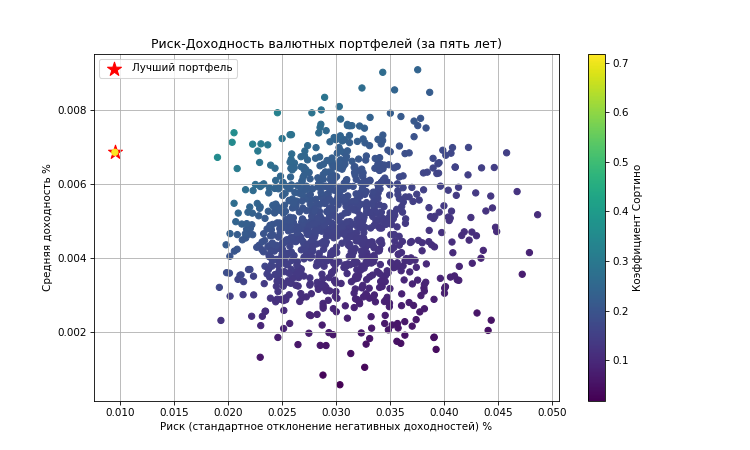 Риск-Доходность валютных портфелей (за пять лет)
Лучший портфель
Средняя доходность %
0.008
0.006
0.004
0.002
0.010 0.015 0.020 0.025 0.030 0.035 0.040 0.045 0.050
Риск (стандартное отклонение негативных доходностей) %
0.7
0.6
0.5
0.4
0.3
0.2
0.1
Коэффициент Сортино